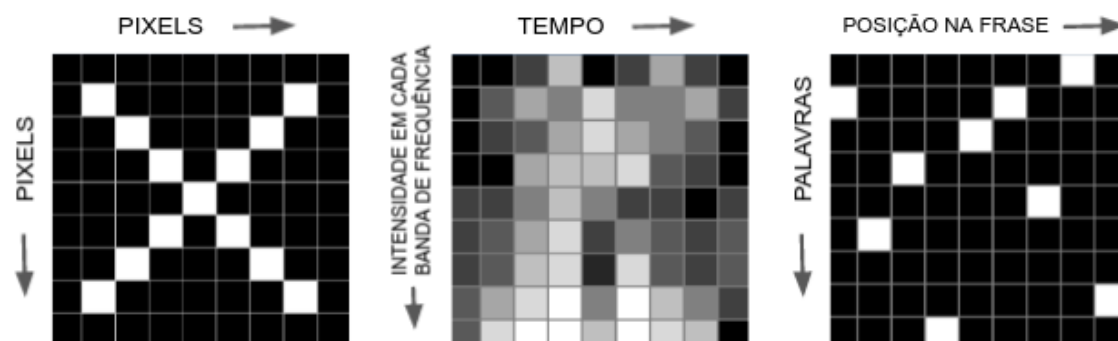 PIXELS
PIXELS
TEMPO
INTENSIDADE EM CADA
BANDA DE FREQUÊNCIA
POSIÇÃO NA FRASE
PALAVRAS